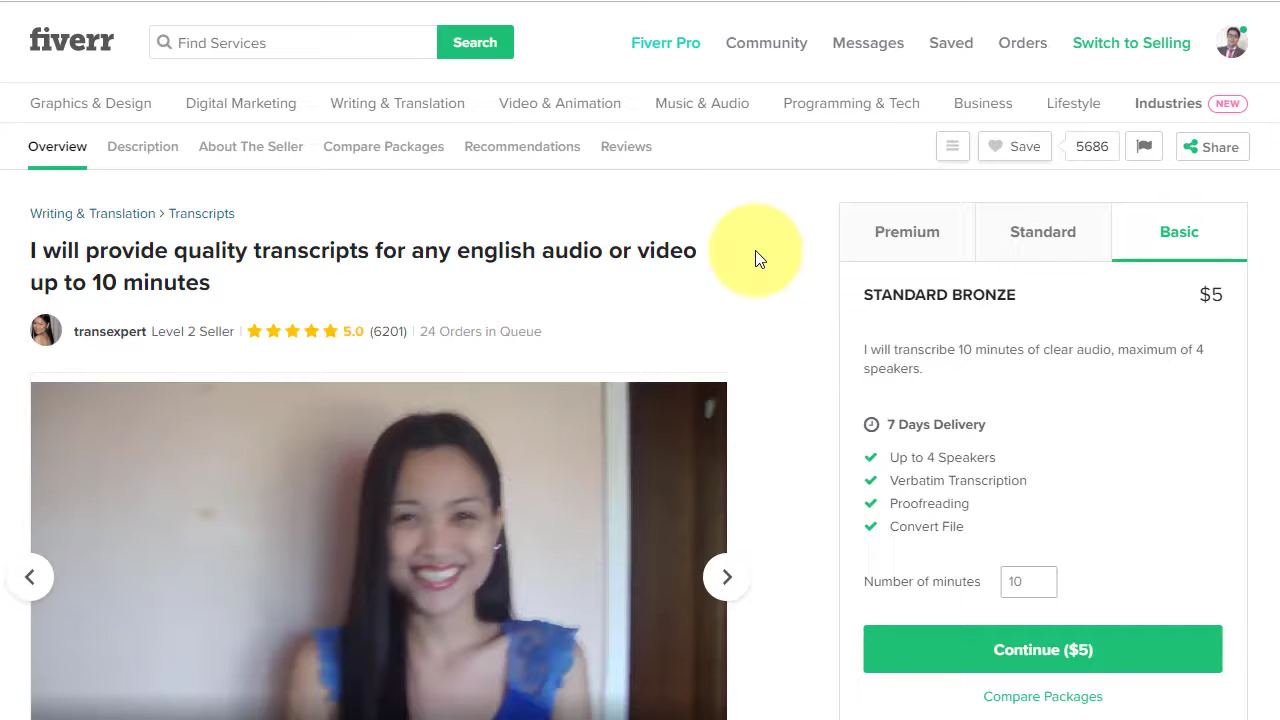 fiverr
Find Services
Search
Fiverr Pro
Community
Messages
Saved
Orders
Switch to Selling
Graphics & Design
Digital Marketing
Writing & Translation
Video & Animation
Music & Audio
Programming & Tech
Business
Lifestyle
Industries NEW
Overview
Description
About The Seller
Compare Packages
Recommendations
Reviews
Save
5686
Share
Writing & Translation > Transcripts
I will provide quality transcripts for any english audio or video
up to 10 minutes
transexpert Level 2 Seller 5.0 (6201) 24 Orders in Queue
Premium
Standard
Basic
STANDARD BRONZE $5
I will transcribe 10 minutes of clear audio, maximum of 4
speakers.
7 Days Delivery
Up to 4 Speakers
Verbatim Transcription
Proofreading
Convert File
Number of minutes 10
Continue ($5)
Compare Packages